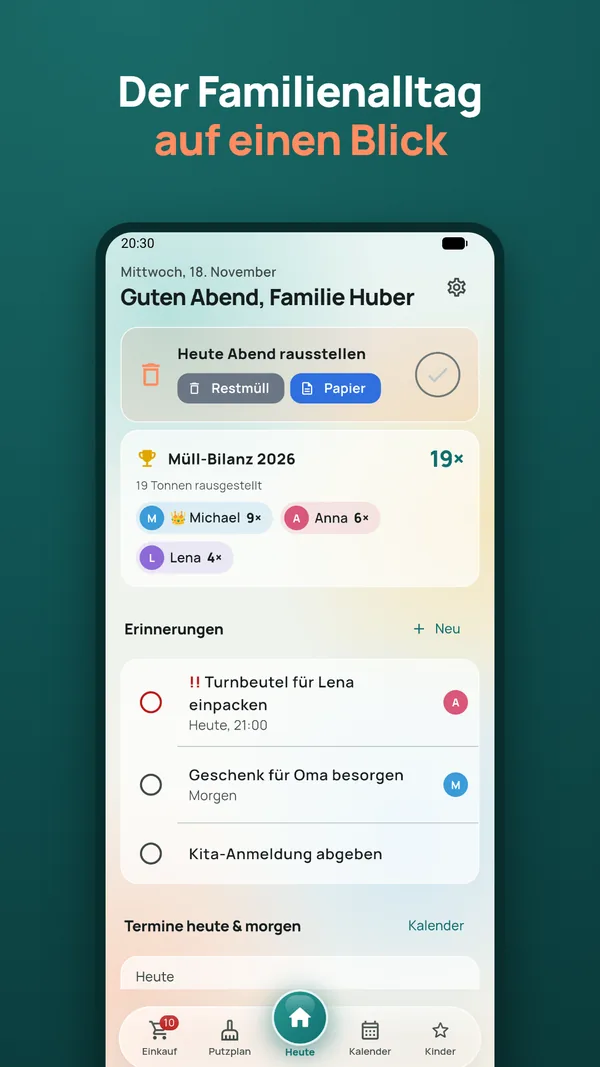 Der Familienalltag
auf einen Blick
20:30
Mittwoch, 18. November
Guten Abend, Familie Huber
Heute Abend rausstellen
Restmüll
Papier
Müll-Bilanz 2026
19×
19 Tonnen rausgestellt
M 👑 Michael 9×
A Anna 6×
L Lena 4×
Erinnerungen
+ Neu
!! Turnbeutel für Lena
einpacken
Heute, 21:00
A
Geschenk für Oma besorgen
Morgen
M
Kita-Anmeldung abgeben
Termine heute & morgen
Kalender
Heute
10
Einkauf
Putzplan
Heute
Kalender
Kinder